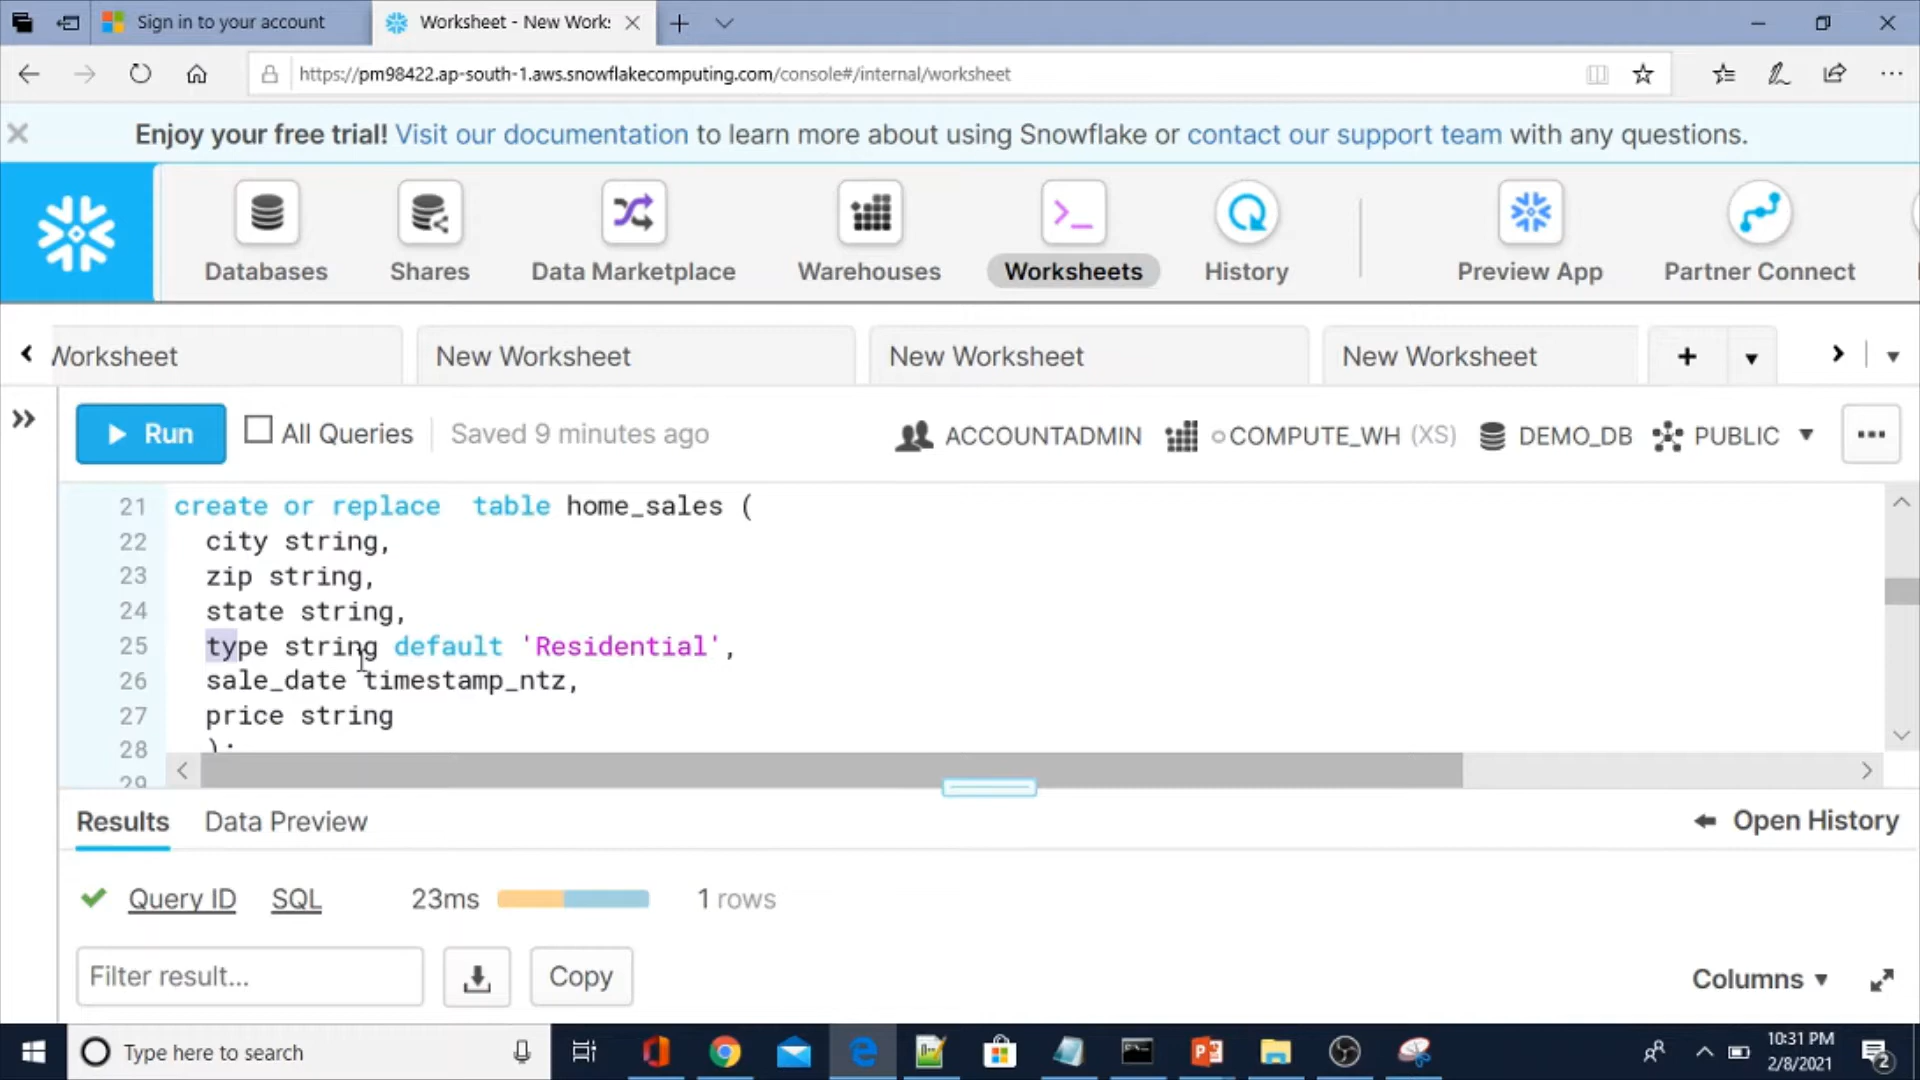 Sign in to your account
Worksheet - New Work:
https://pm98422.ap-south-1.aws.snowflakecomputing.com/console#/internal/worksheet
Enjoy your free trial! Visit our documentation to learn more about using Snowflake or contact our support team with any questions.
Databases
Shares
Data Marketplace
Warehouses
Worksheets
History
Preview App
Partner Connect
Worksheet
New Worksheet
New Worksheet
New Worksheet
Run
All Queries
Saved 9 minutes ago
ACCOUNTADMIN
COMPUTE_WH (XS)
DEMO_DB
PUBLIC
21 create or replace  table home_sales (
22 city string,
23 zip string,
24 state string,
25 type string default 'Residential',
26 sale_date timestamp_ntz,
27 price string
28 );
29
Results
Data Preview
Open History
Query ID
SQL
23ms
1 rows
Filter result...
Copy
Columns
Type here to search
10:31 PM
2/8/2021
2